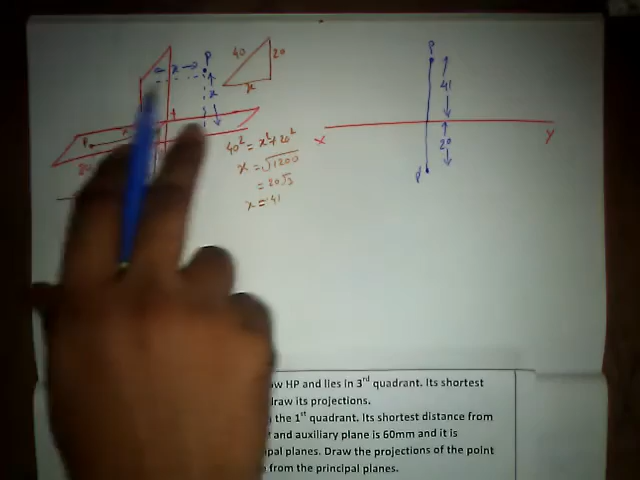 40
20
x
P
x
x
40² = x² + 20²
x = √1200
= 20√3
x = 41
P
41
X
Y
20
P'
ow HP and lies in 3rd quadrant. Its shortest
raw its projections.
the 1st quadrant. Its shortest distance from
and auxiliary plane is 60mm and it is
pal planes. Draw the projections of the point
from the principal planes.